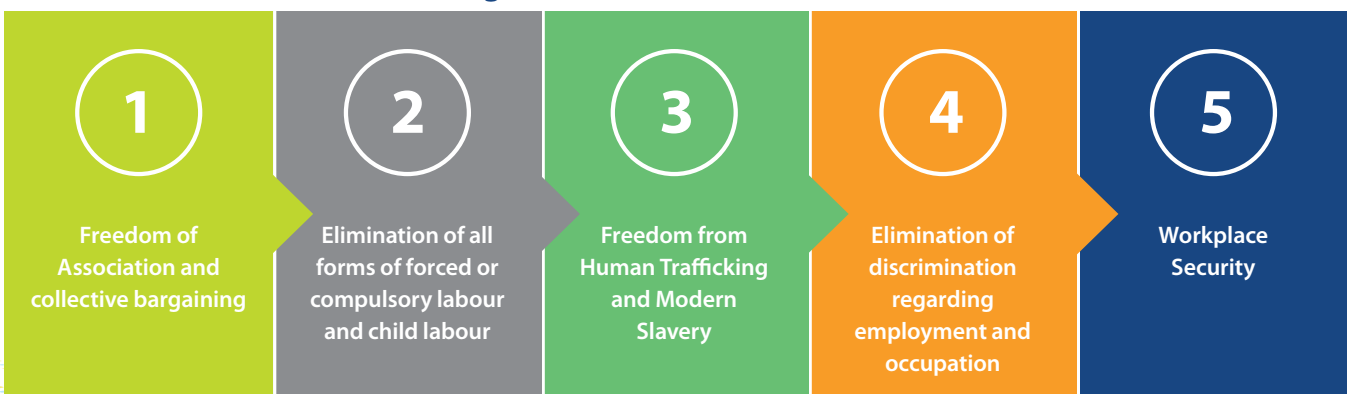 1
Freedom of
Association and
collective bargaining
2
Elimination of all
forms of forced or
compulsory labour
and child labour
3
Freedom from
Human Trafficking
and Modern
Slavery
4
Elimination of
discrimination
regarding
employment and
occupation
5
Workplace
Security